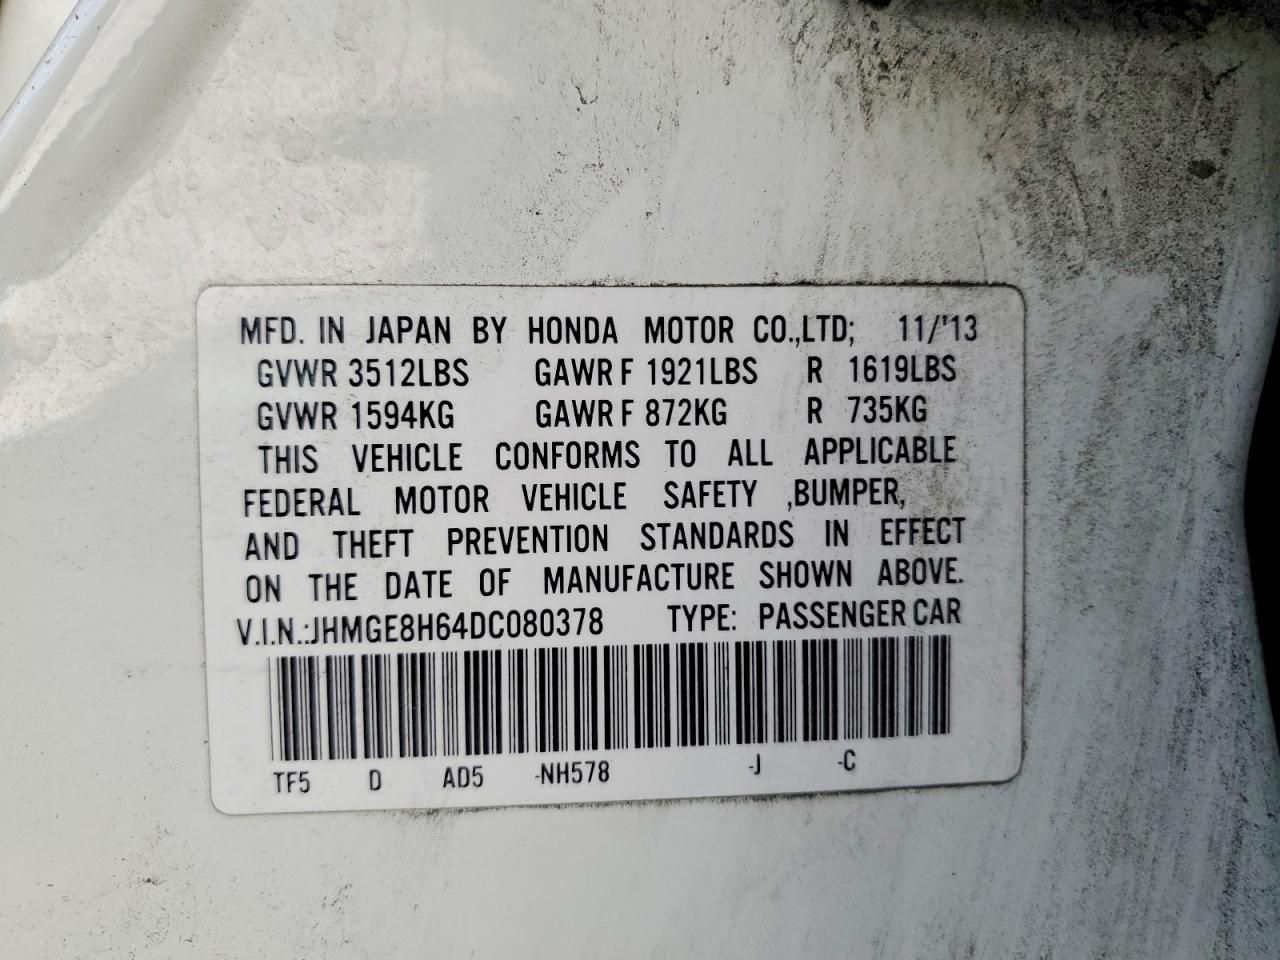 MFD. IN JAPAN BY HONDA MOTOR CO.,LTD; 11/'13
GVWR 3512LBS GAWR F 1921LBS R 1619LBS
GVWR 1594KG GAWR F 872KG R 735KG
THIS VEHICLE CONFORMS TO ALL APPLICABLE
FEDERAL MOTOR VEHICLE SAFETY ,BUMPER,
AND THEFT PREVENTION STANDARDS IN EFFECT
ON THE DATE OF MANUFACTURE SHOWN ABOVE.
V.I.N.:JHMGE8H64DC080378 TYPE: PASSENGER CAR
TF5 D AD5 -NH578 -J -C